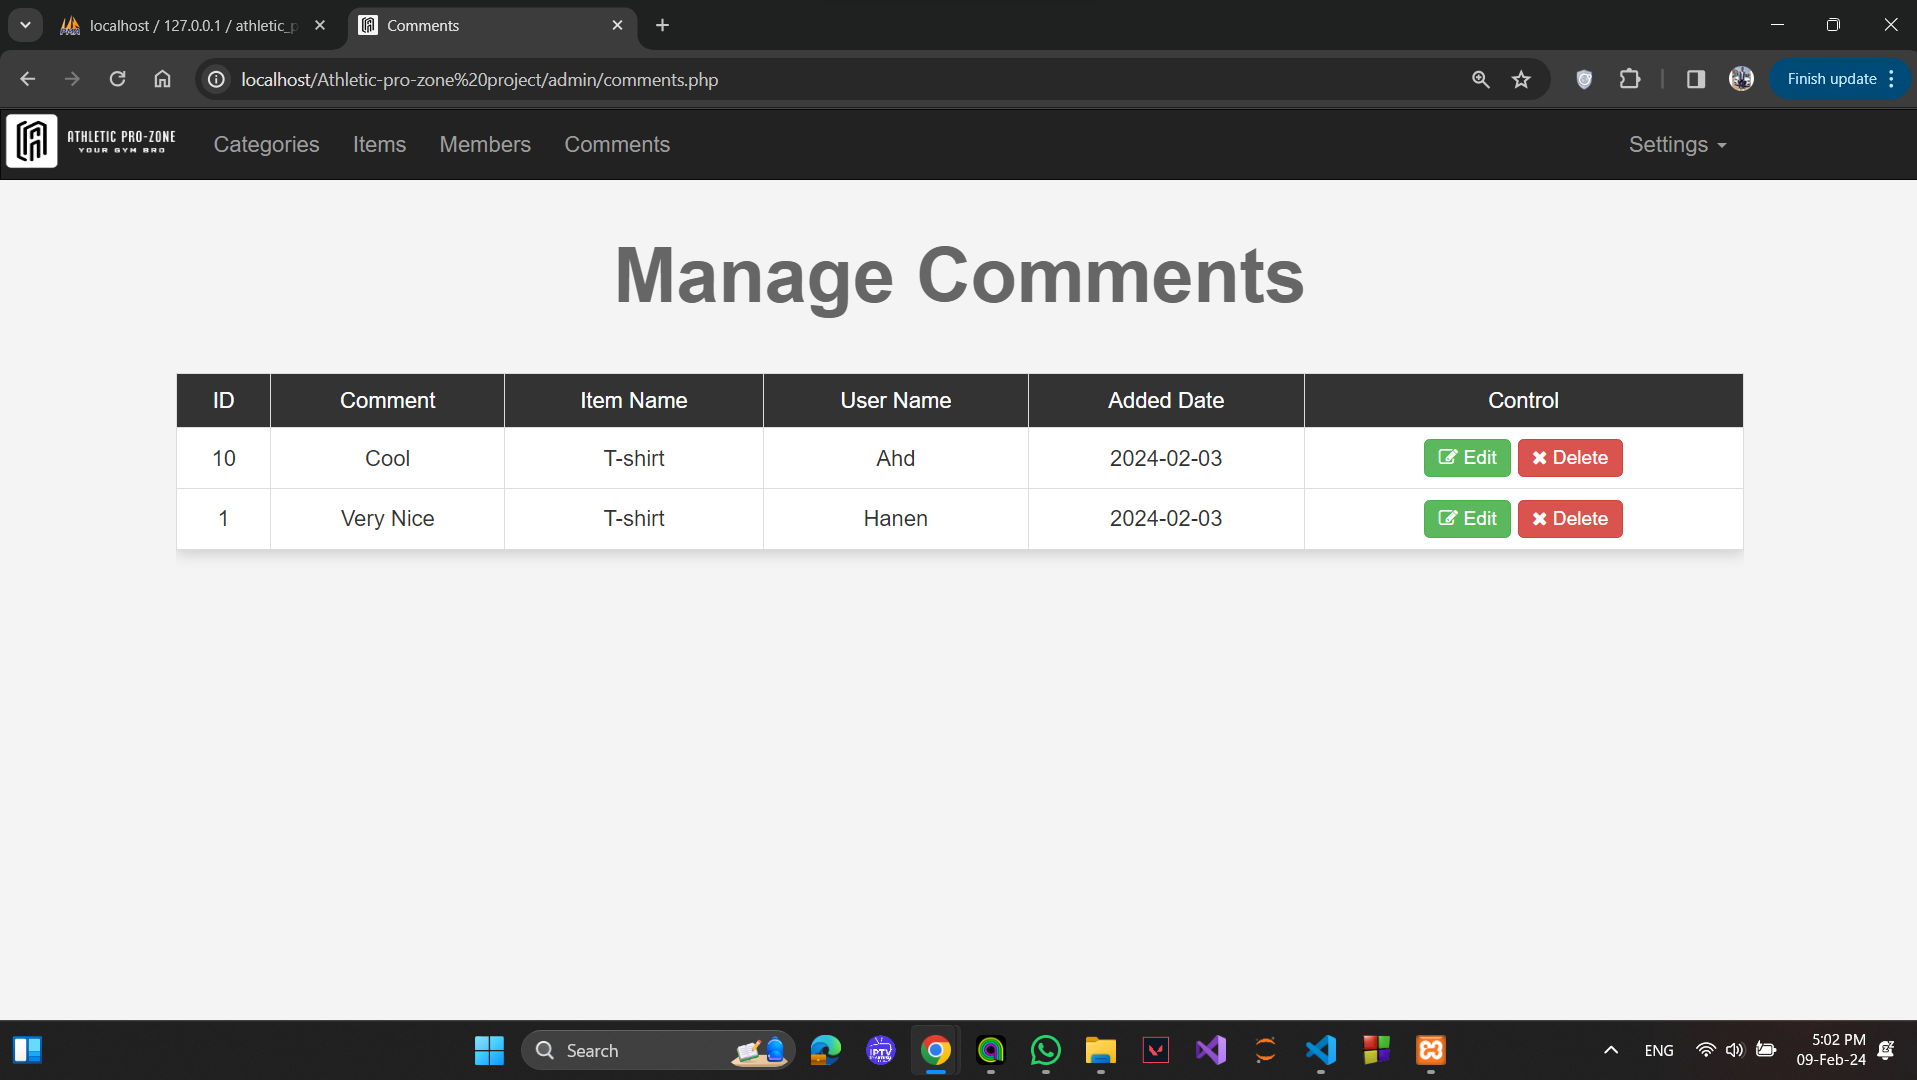 localhost / 127.0.0.1 / athletic_p
Comments
localhost/Athletic-pro-zone%20project/admin/comments.php
Finish update
ATHLETIC PRO-ZONE
YOUR GYM BRO
Categories
Items
Members
Comments
Settings
Manage Comments
ID Comment Item Name User Name Added Date Control
10 Cool T-shirt Ahd 2024-02-03 Edit Delete
1 Very Nice T-shirt Hanen 2024-02-03 Edit Delete
Search
IPTV
ENG
5:02 PM
09-Feb-24